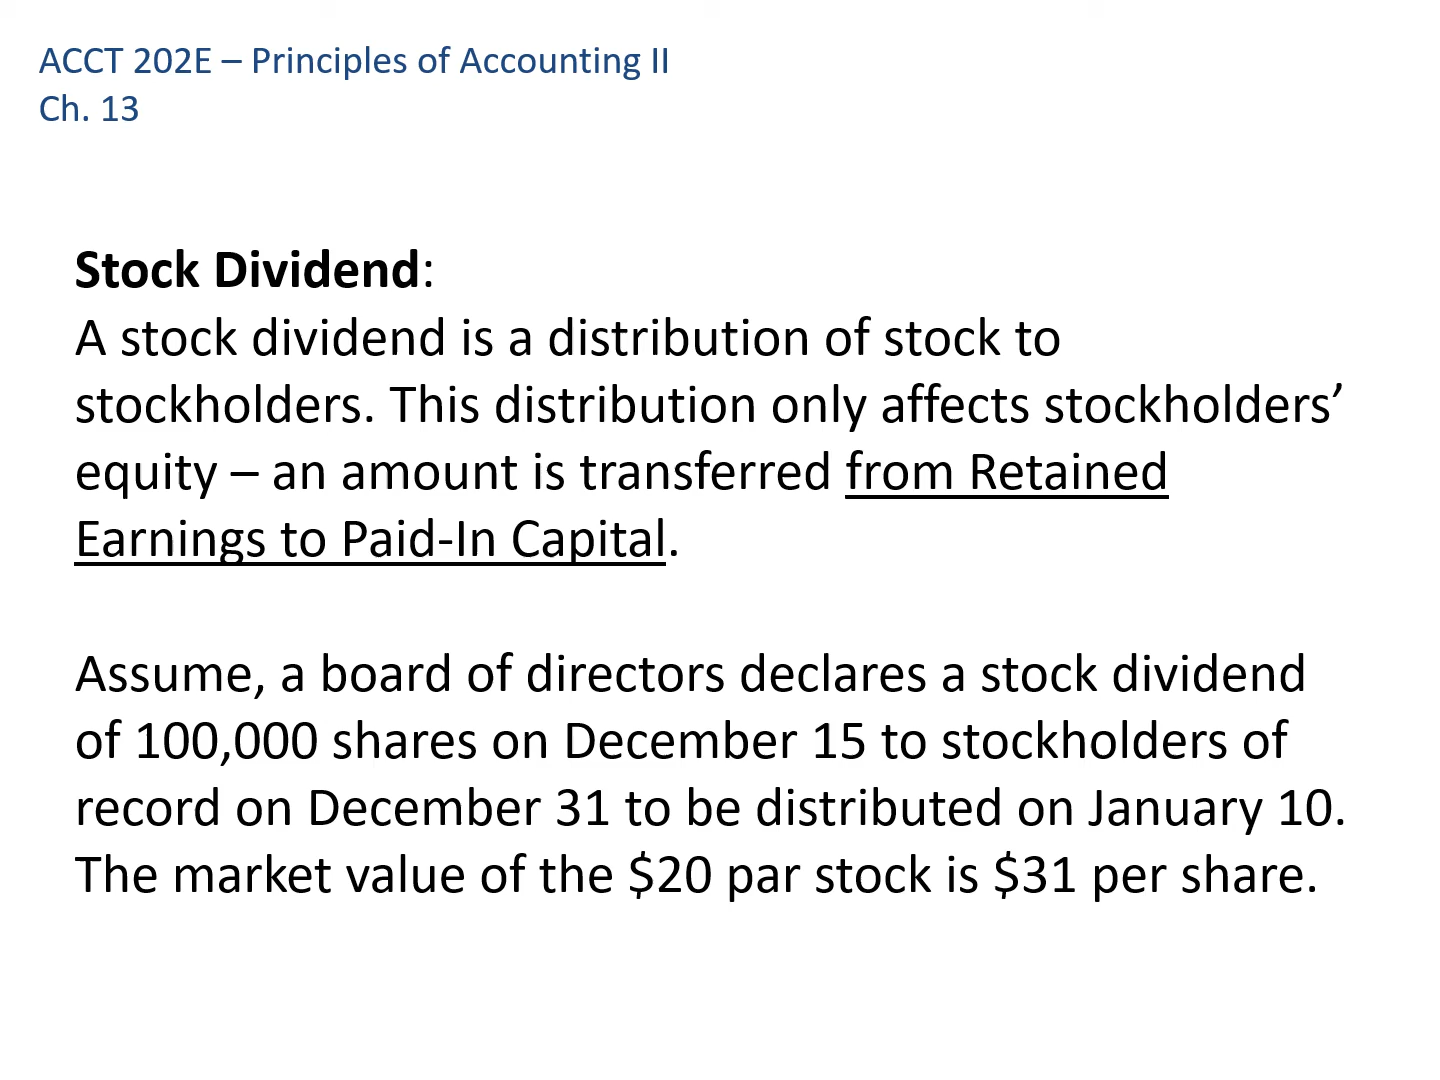 ACCT 202E – Principles of Accounting II
Ch. 13
Stock Dividend:
A stock dividend is a distribution of stock to
stockholders. This distribution only affects stockholders’
equity – an amount is transferred from Retained
Earnings to Paid-In Capital.
Assume, a board of directors declares a stock dividend
of 100,000 shares on December 15 to stockholders of
record on December 31 to be distributed on January 10.
The market value of the $20 par stock is $31 per share.